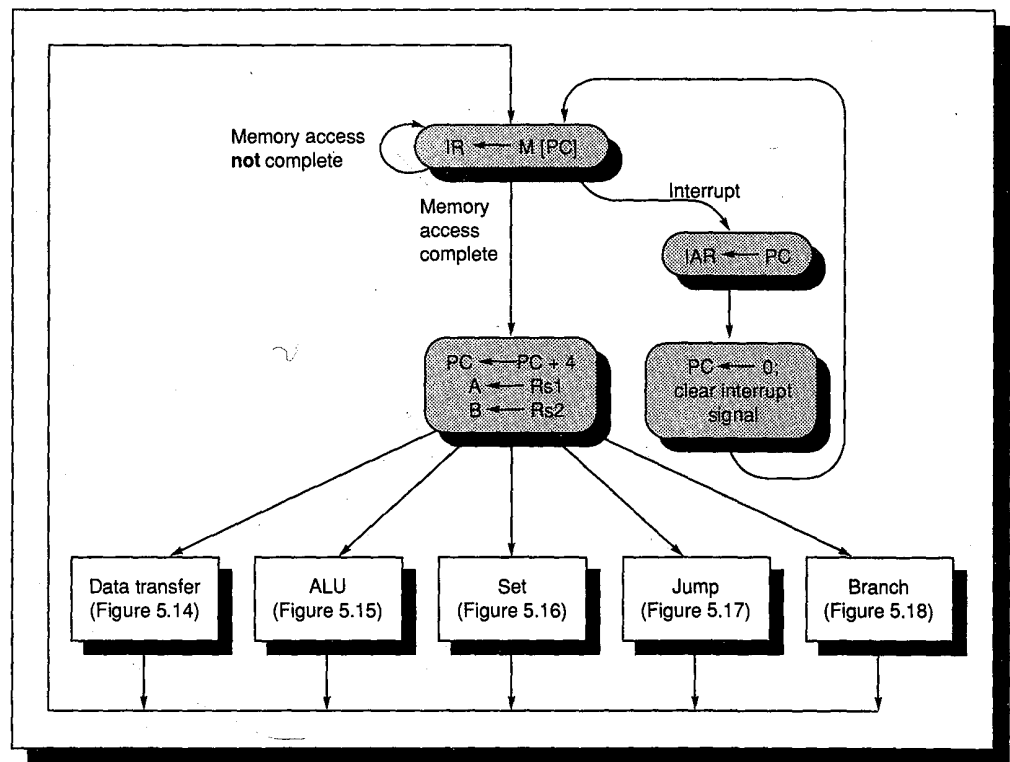 Memory access
not complete
IR ← M [PC]
Interrupt
Memory
access
complete
IAR ← PC
PC ← PC + 4
A ← Rs1
B ← Rs2
PC ← 0;
clear interrupt
signal
Data transfer
(Figure 5.14)
ALU
(Figure 5.15)
Set
(Figure 5.16)
Jump
(Figure 5.17)
Branch
(Figure 5.18)